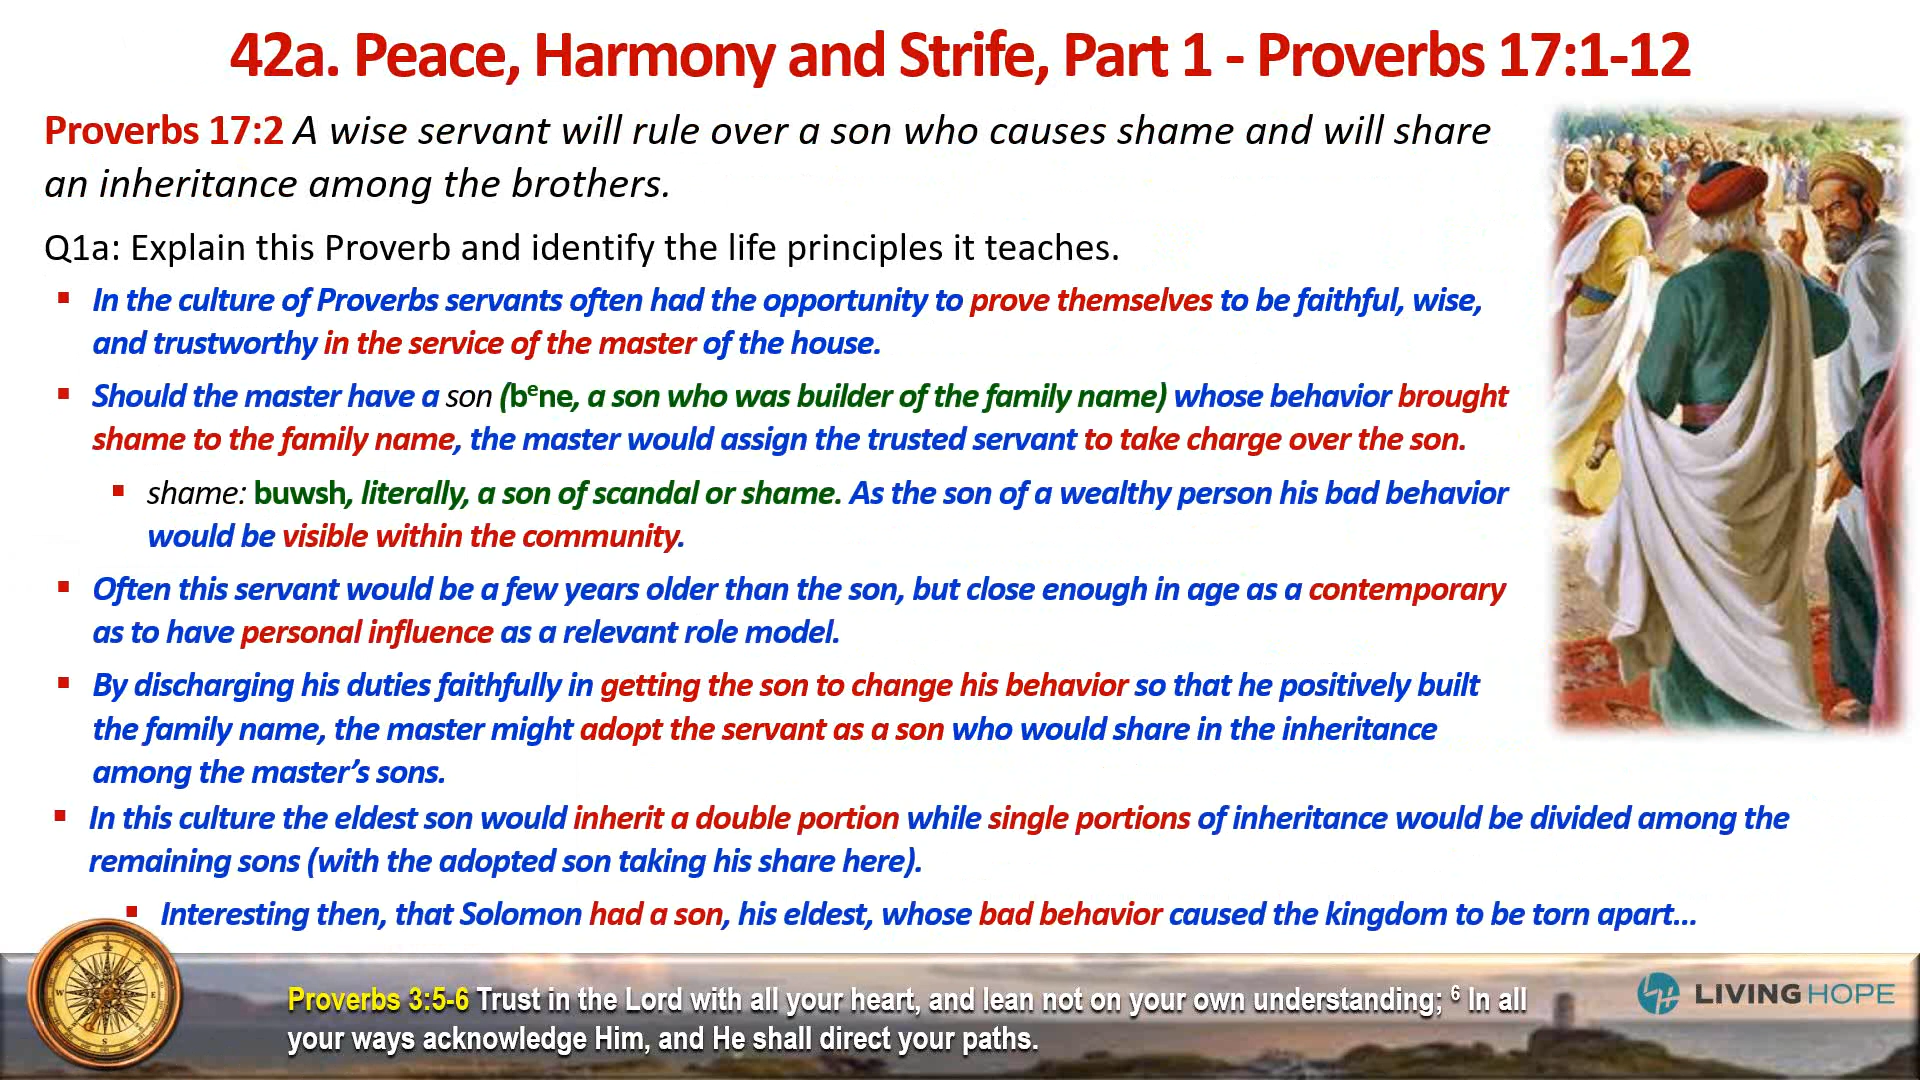 42a. Peace, Harmony and Strife, Part 1 - Proverbs 17:1-12
Proverbs 17:2 A wise servant will rule over a son who causes shame and will share
an inheritance among the brothers.
Q1a: Explain this Proverb and identify the life principles it teaches.
▪ In the culture of Proverbs servants often had the opportunity to prove themselves to be faithful, wise,
and trustworthy in the service of the master of the house.
▪ Should the master have a son (bᵉne, a son who was builder of the family name) whose behavior brought
shame to the family name, the master would assign the trusted servant to take charge over the son.
▪ shame: buwsh, literally, a son of scandal or shame. As the son of a wealthy person his bad behavior
would be visible within the community.
▪ Often this servant would be a few years older than the son, but close enough in age as a contemporary
as to have personal influence as a relevant role model.
▪ By discharging his duties faithfully in getting the son to change his behavior so that he positively built
the family name, the master might adopt the servant as a son who would share in the inheritance
among the master’s sons.
▪ In this culture the eldest son would inherit a double portion while single portions of inheritance would be divided among the
remaining sons (with the adopted son taking his share here).
▪ Interesting then, that Solomon had a son, his eldest, whose bad behavior caused the kingdom to be torn apart...
Proverbs 3:5-6 Trust in the Lord with all your heart, and lean not on your own understanding; ⁶ In all
your ways acknowledge Him, and He shall direct your paths.
LH LIVING HOPE
W E S